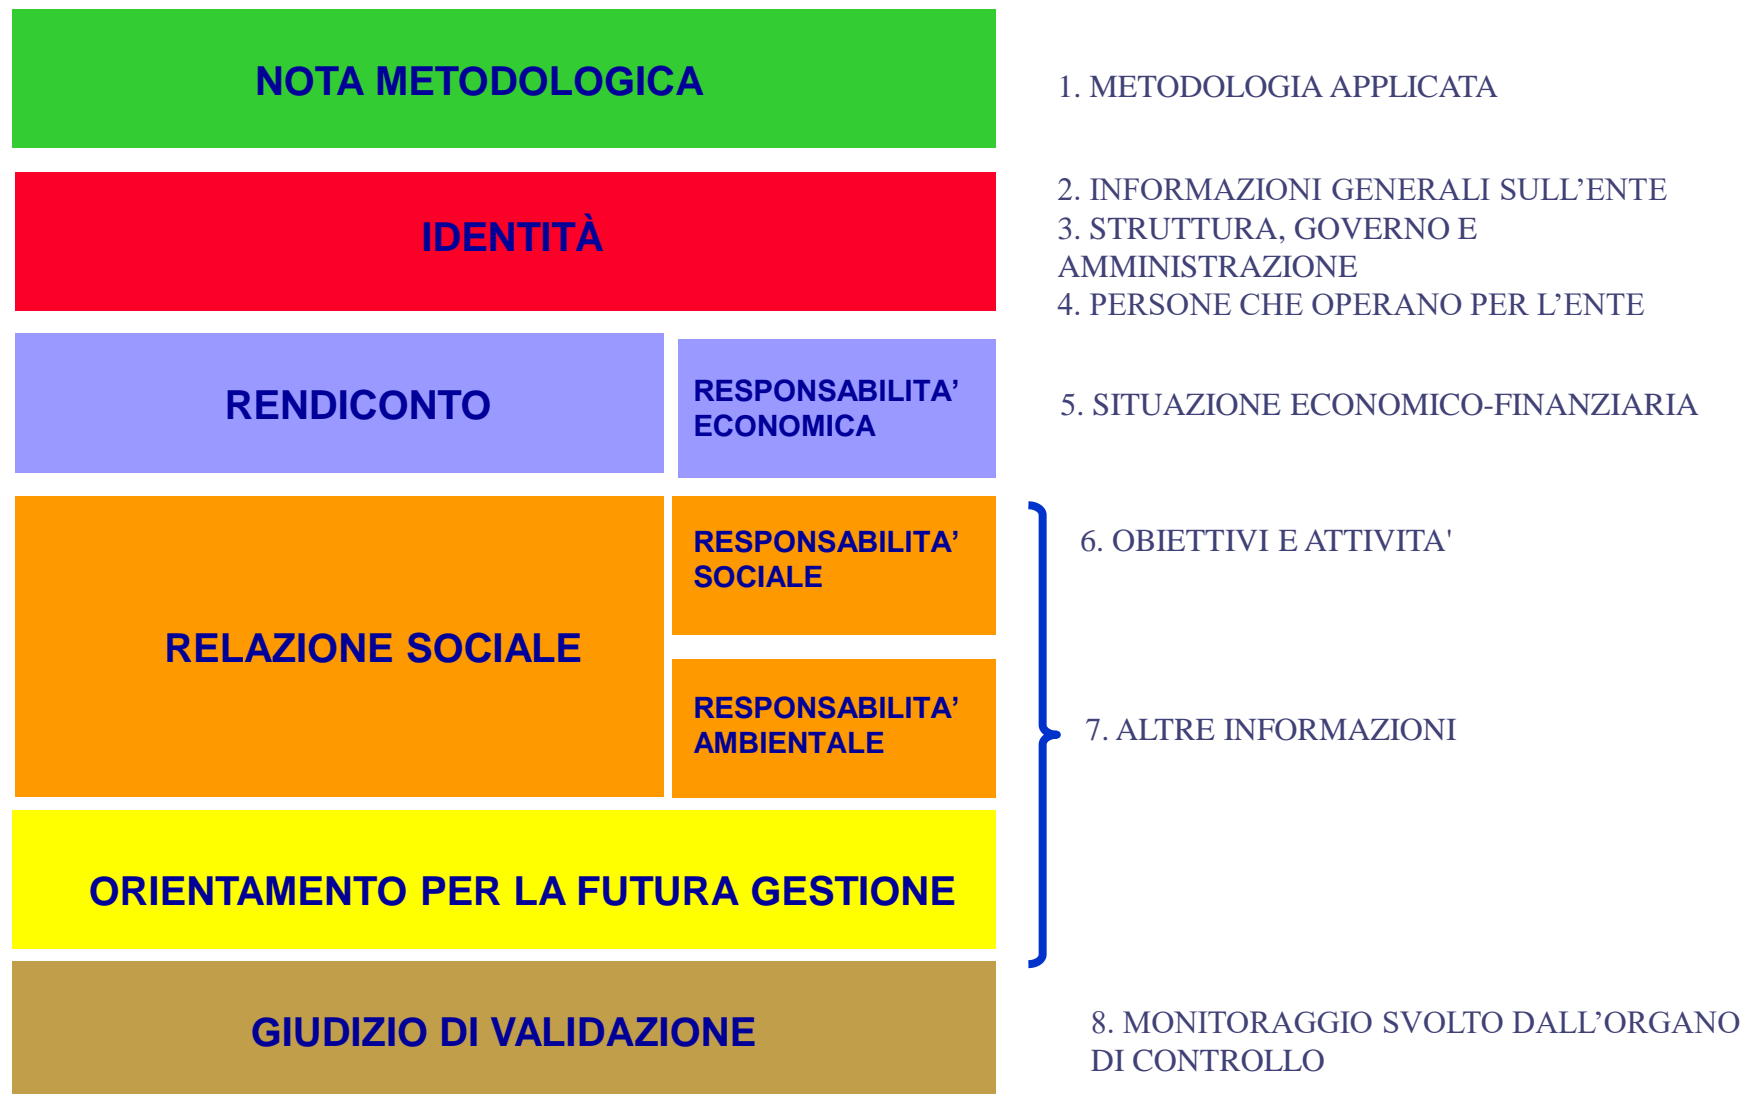 NOTA METODOLOGICA
1. METODOLOGIA APPLICATA
IDENTITÀ
2. INFORMAZIONI GENERALI SULL’ENTE
3. STRUTTURA, GOVERNO E
AMMINISTRAZIONE
4. PERSONE CHE OPERANO PER L’ENTE
RENDICONTO
RESPONSABILITA’
ECONOMICA
5. SITUAZIONE ECONOMICO-FINANZIARIA
RELAZIONE SOCIALE
RESPONSABILITA’
SOCIALE
6. OBIETTIVI E ATTIVITA'
RESPONSABILITA’
AMBIENTALE
7. ALTRE INFORMAZIONI
ORIENTAMENTO PER LA FUTURA GESTIONE
GIUDIZIO DI VALIDAZIONE
8. MONITORAGGIO SVOLTO DALL’ORGANO
DI CONTROLLO